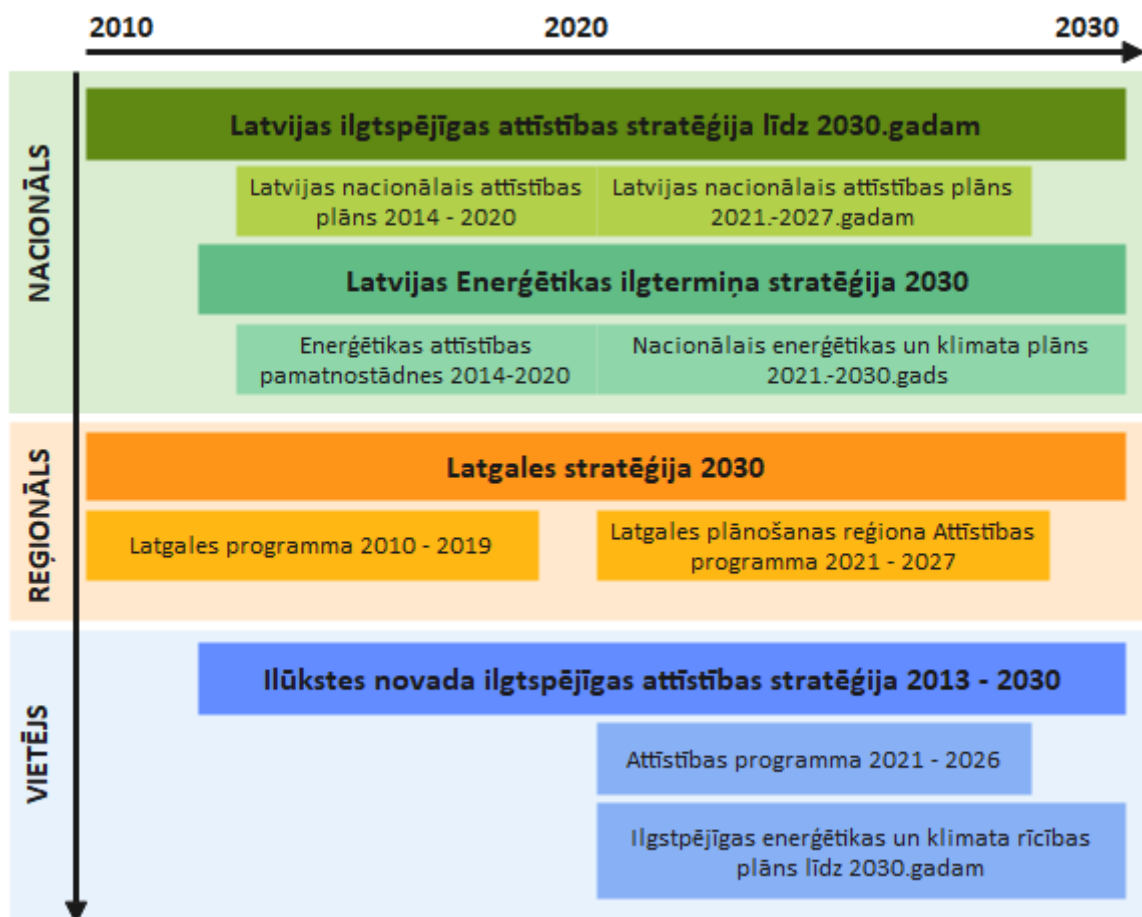 2010 2020 2030
NACIONĀLS
Latvijas ilgtspējīgas attīstības stratēģija līdz 2030.gadam
Latvijas nacionālais attīstības
plāns 2014 - 2020
Latvijas nacionālais attīstības plāns
2021.-2027.gadam
Latvijas Enerģētikas ilgtermiņa stratēģija 2030
Enerģētikas attīstības
pamatnostādnes 2014-2020
Nacionālais enerģētikas un klimata plāns
2021.-2030.gads
REĢIONĀLS
Latgales stratēģija 2030
Latgales programma 2010 - 2019
Latgales plānošanas reģiona Attīstības
programma 2021 - 2027
VIETĒJS
Ilūkstes novada ilgtspējīgas attīstības stratēģija 2013 - 2030
Attīstības programma 2021 - 2026
Ilgstpējīgas enerģētikas un klimata rīcības
plāns līdz 2030.gadam